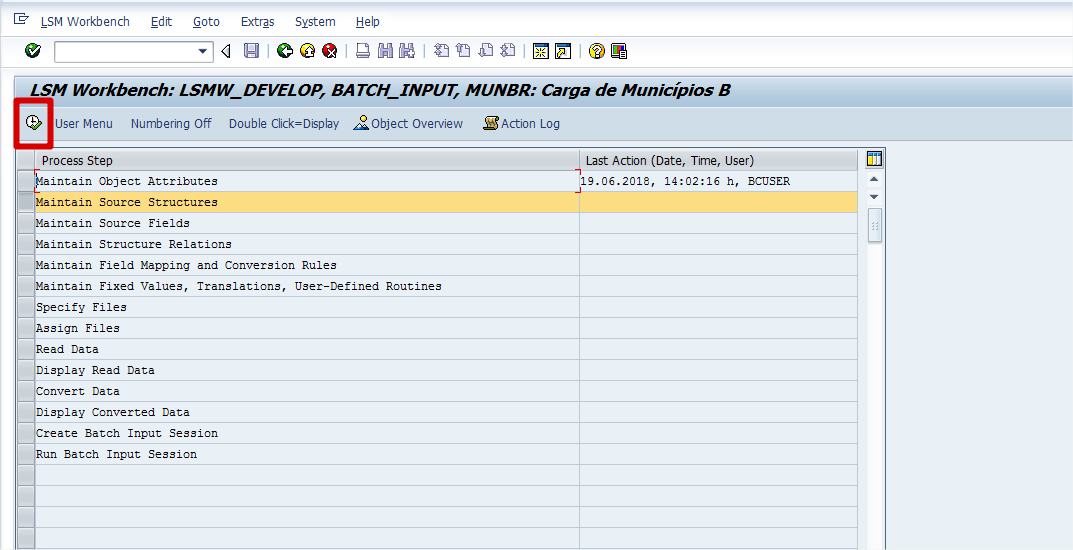 LSM Workbench Edit Goto Extras System Help
LSM Workbench: LSMW_DEVELOP, BATCH_INPUT, MUNBR: Carga de Municípios B
User Menu Numbering Off Double Click=Display Object Overview Action Log
Process Step Last Action (Date, Time, User)
Maintain Object Attributes 19.06.2018, 14:02:16 h, BCUSER
Maintain Source Structures
Maintain Source Fields
Maintain Structure Relations
Maintain Field Mapping and Conversion Rules
Maintain Fixed Values, Translations, User-Defined Routines
Specify Files
Assign Files
Read Data
Display Read Data
Convert Data
Display Converted Data
Create Batch Input Session
Run Batch Input Session